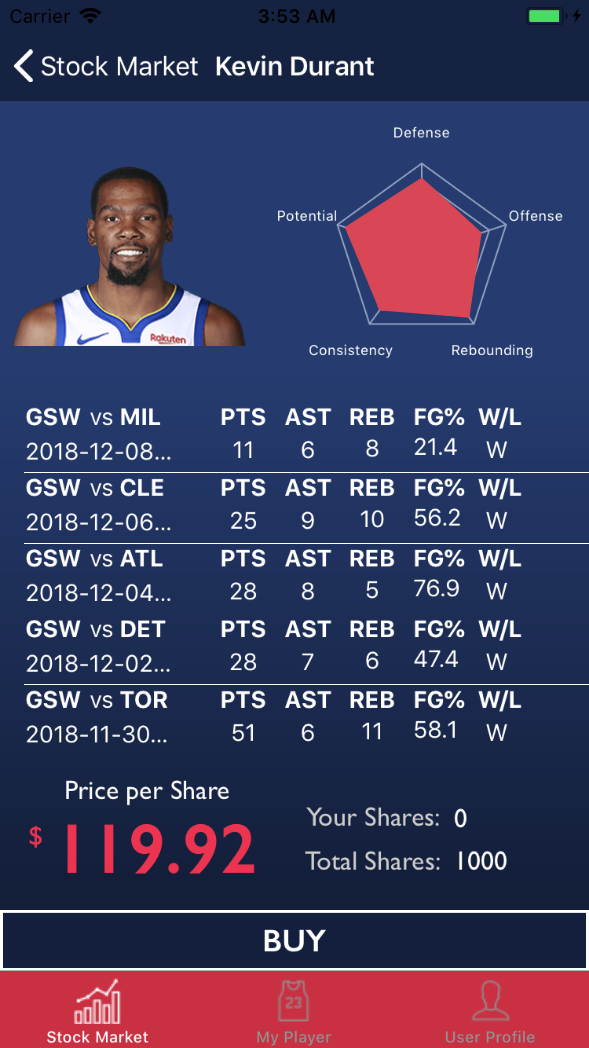 Carrier 3:53 AM
Stock Market Kevin Durant
Defense
Potential Offense
Consistency Rebounding
Rakuten
GSW vs MIL PTS AST REB FG% W/L
2018-12-08... 11 6 8 21.4 W
GSW vs CLE PTS AST REB FG% W/L
2018-12-06... 25 9 10 56.2 W
GSW vs ATL PTS AST REB FG% W/L
2018-12-04... 28 8 5 76.9 W
GSW vs DET PTS AST REB FG% W/L
2018-12-02... 28 7 6 47.4 W
GSW vs TOR PTS AST REB FG% W/L
2018-11-30... 51 6 11 58.1 W
Price per Share
$ 119.92
Your Shares: 0
Total Shares: 1000
BUY
23
Stock Market My Player User Profile